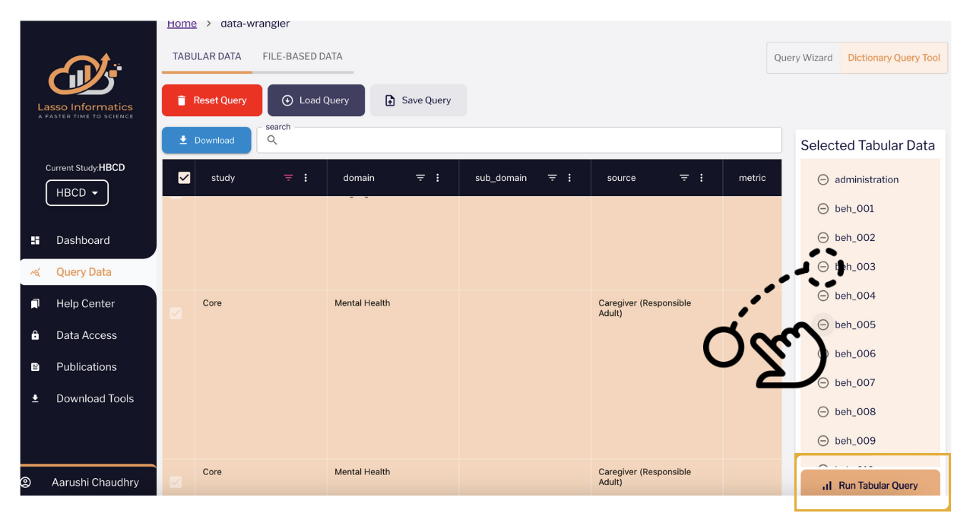 Home > data-wrangler
TABULAR DATA FILE-BASED DATA
Query Wizard Dictionary Query Tool
Lasso Informatics
A FASTER TIME TO SCIENCE
Reset Query Load Query Save Query
Download search
Selected Tabular Data
Current Study:HBCD
HBCD
study domain sub_domain source metric
administration
beh_001
beh_002
beh_003
beh_004
beh_005
beh_006
beh_007
beh_008
beh_009
Dashboard
Query Data
Help Center
Data Access
Publications
Download Tools
Core Mental Health Caregiver (Responsible
Adult)
Core Mental Health Caregiver (Responsible
Adult)
Aarushi Chaudhry
Run Tabular Query